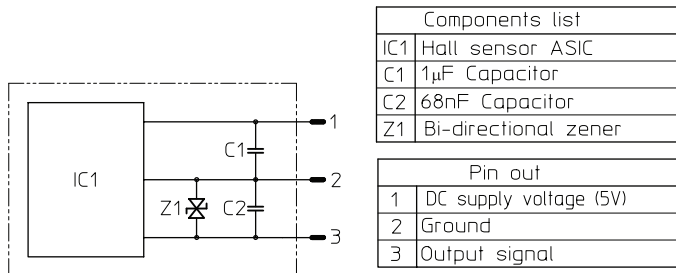 Components list
IC1 Hall sensor ASIC
C1 1µF Capacitor
C2 68nF Capacitor
Z1 Bi-directional zener
Pin out
1 DC supply voltage (5V)
2 Ground
3 Output signal
1
C1
IC1
2
Z1
C2
3